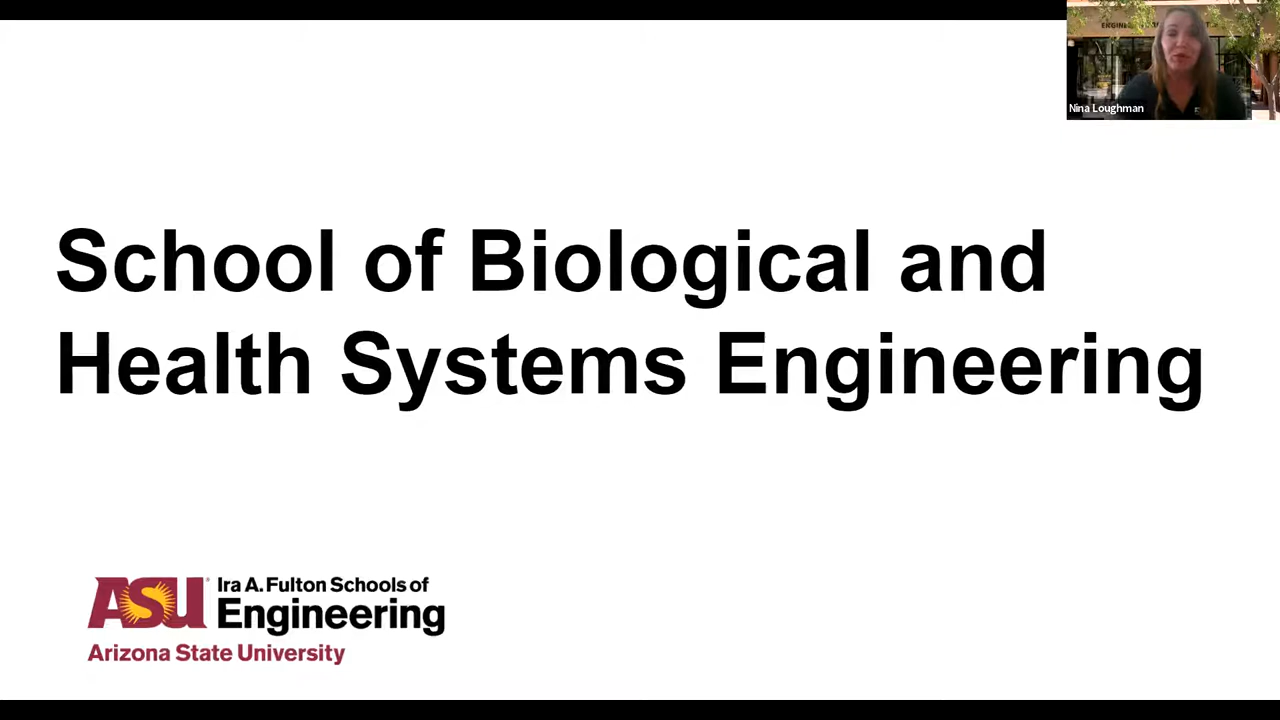 Nina Loughman
School of Biological and
Health Systems Engineering
ASU Ira A. Fulton Schools of
Engineering
Arizona State University